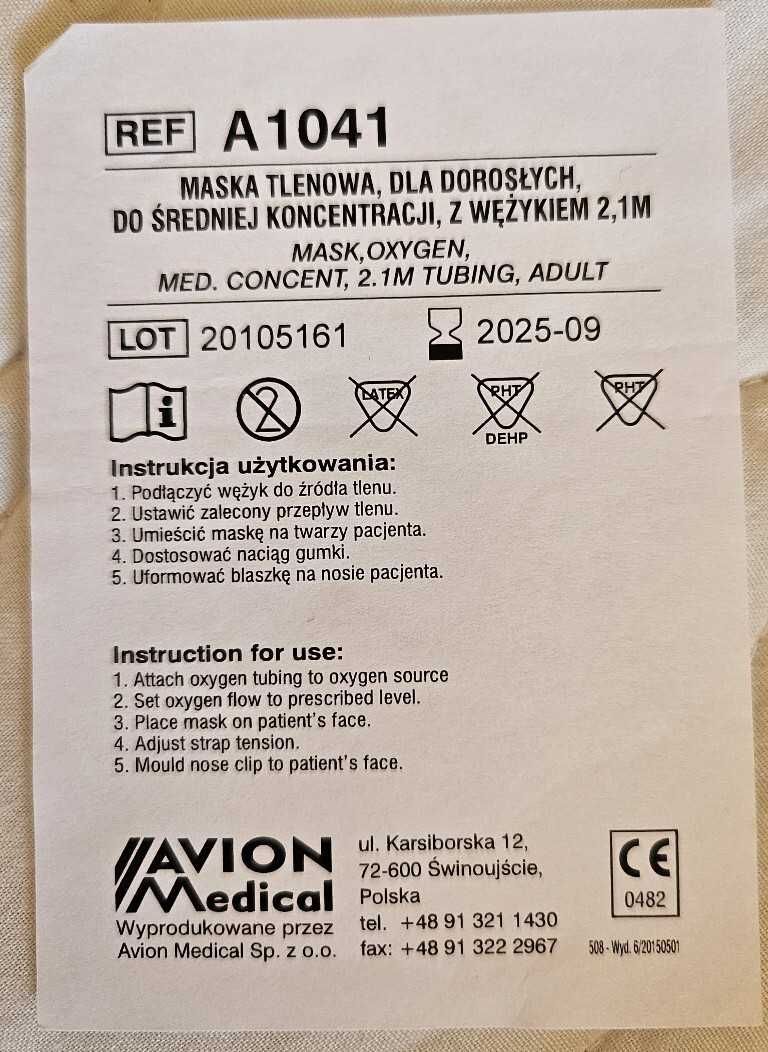 REF A1041
MASKA TLENOWA, DLA DOROSŁYCH,
DO ŚREDNIEJ KONCENTRACJI, Z WĘŻYKIEM 2,1M
MASK,OXYGEN,
MED. CONCENT, 2.1M TUBING, ADULT
LOT 20105161 2025-09
i 2 LATEX PHT PHT
DEHP
Instrukcja użytkowania:
1. Podłączyć wężyk do źródła tlenu.
2. Ustawić zalecony przepływ tlenu.
3. Umieścić maskę na twarzy pacjenta.
4. Dostosować naciąg gumki.
5. Uformować blaszkę na nosie pacjenta.
Instruction for use:
1. Attach oxygen tubing to oxygen source
2. Set oxygen flow to prescribed level.
3. Place mask on patient's face.
4. Adjust strap tension.
5. Mould nose clip to patient's face.
AVION
Medical
Wyprodukowane przez
Avion Medical Sp. z o.o.
ul. Karsiborska 12,
72-600 Świnoujście,
Polska
tel. +48 91 321 1430
fax: +48 91 322 2967
CE
0482
508 - Wyd. 6/20150501